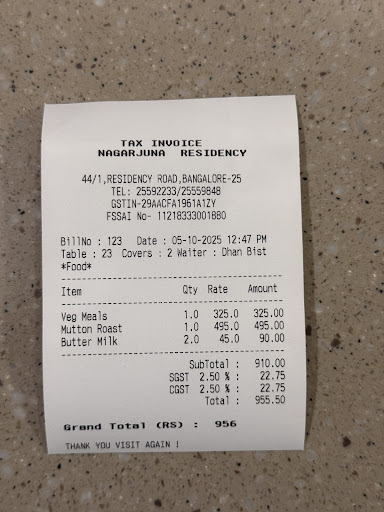 TAX INVOICE
NAGARJUNA RESIDENCY
44/1,RESIDENCY ROAD,BANGALORE-25
TEL: 25592233/25559848
GSTIN-29AACFA1961A1ZY
FSSAI No- 11218333001880
BillNo : 123 Date : 05-10-2025 12:47 PM
Table : 23 Covers : 2 Waiter : Dhan Bist
*Food*
Item Qty Rate Amount
Veg Meals 1.0 325.0 325.00
Mutton Roast 1.0 495.0 495.00
Butter Milk 2.0 45.0 90.00
SubTotal : 910.00
SGST 2.50 % : 22.75
CGST 2.50 % : 22.75
Total : 955.50
Grand Total (RS) : 956
THANK YOU VISIT AGAIN !